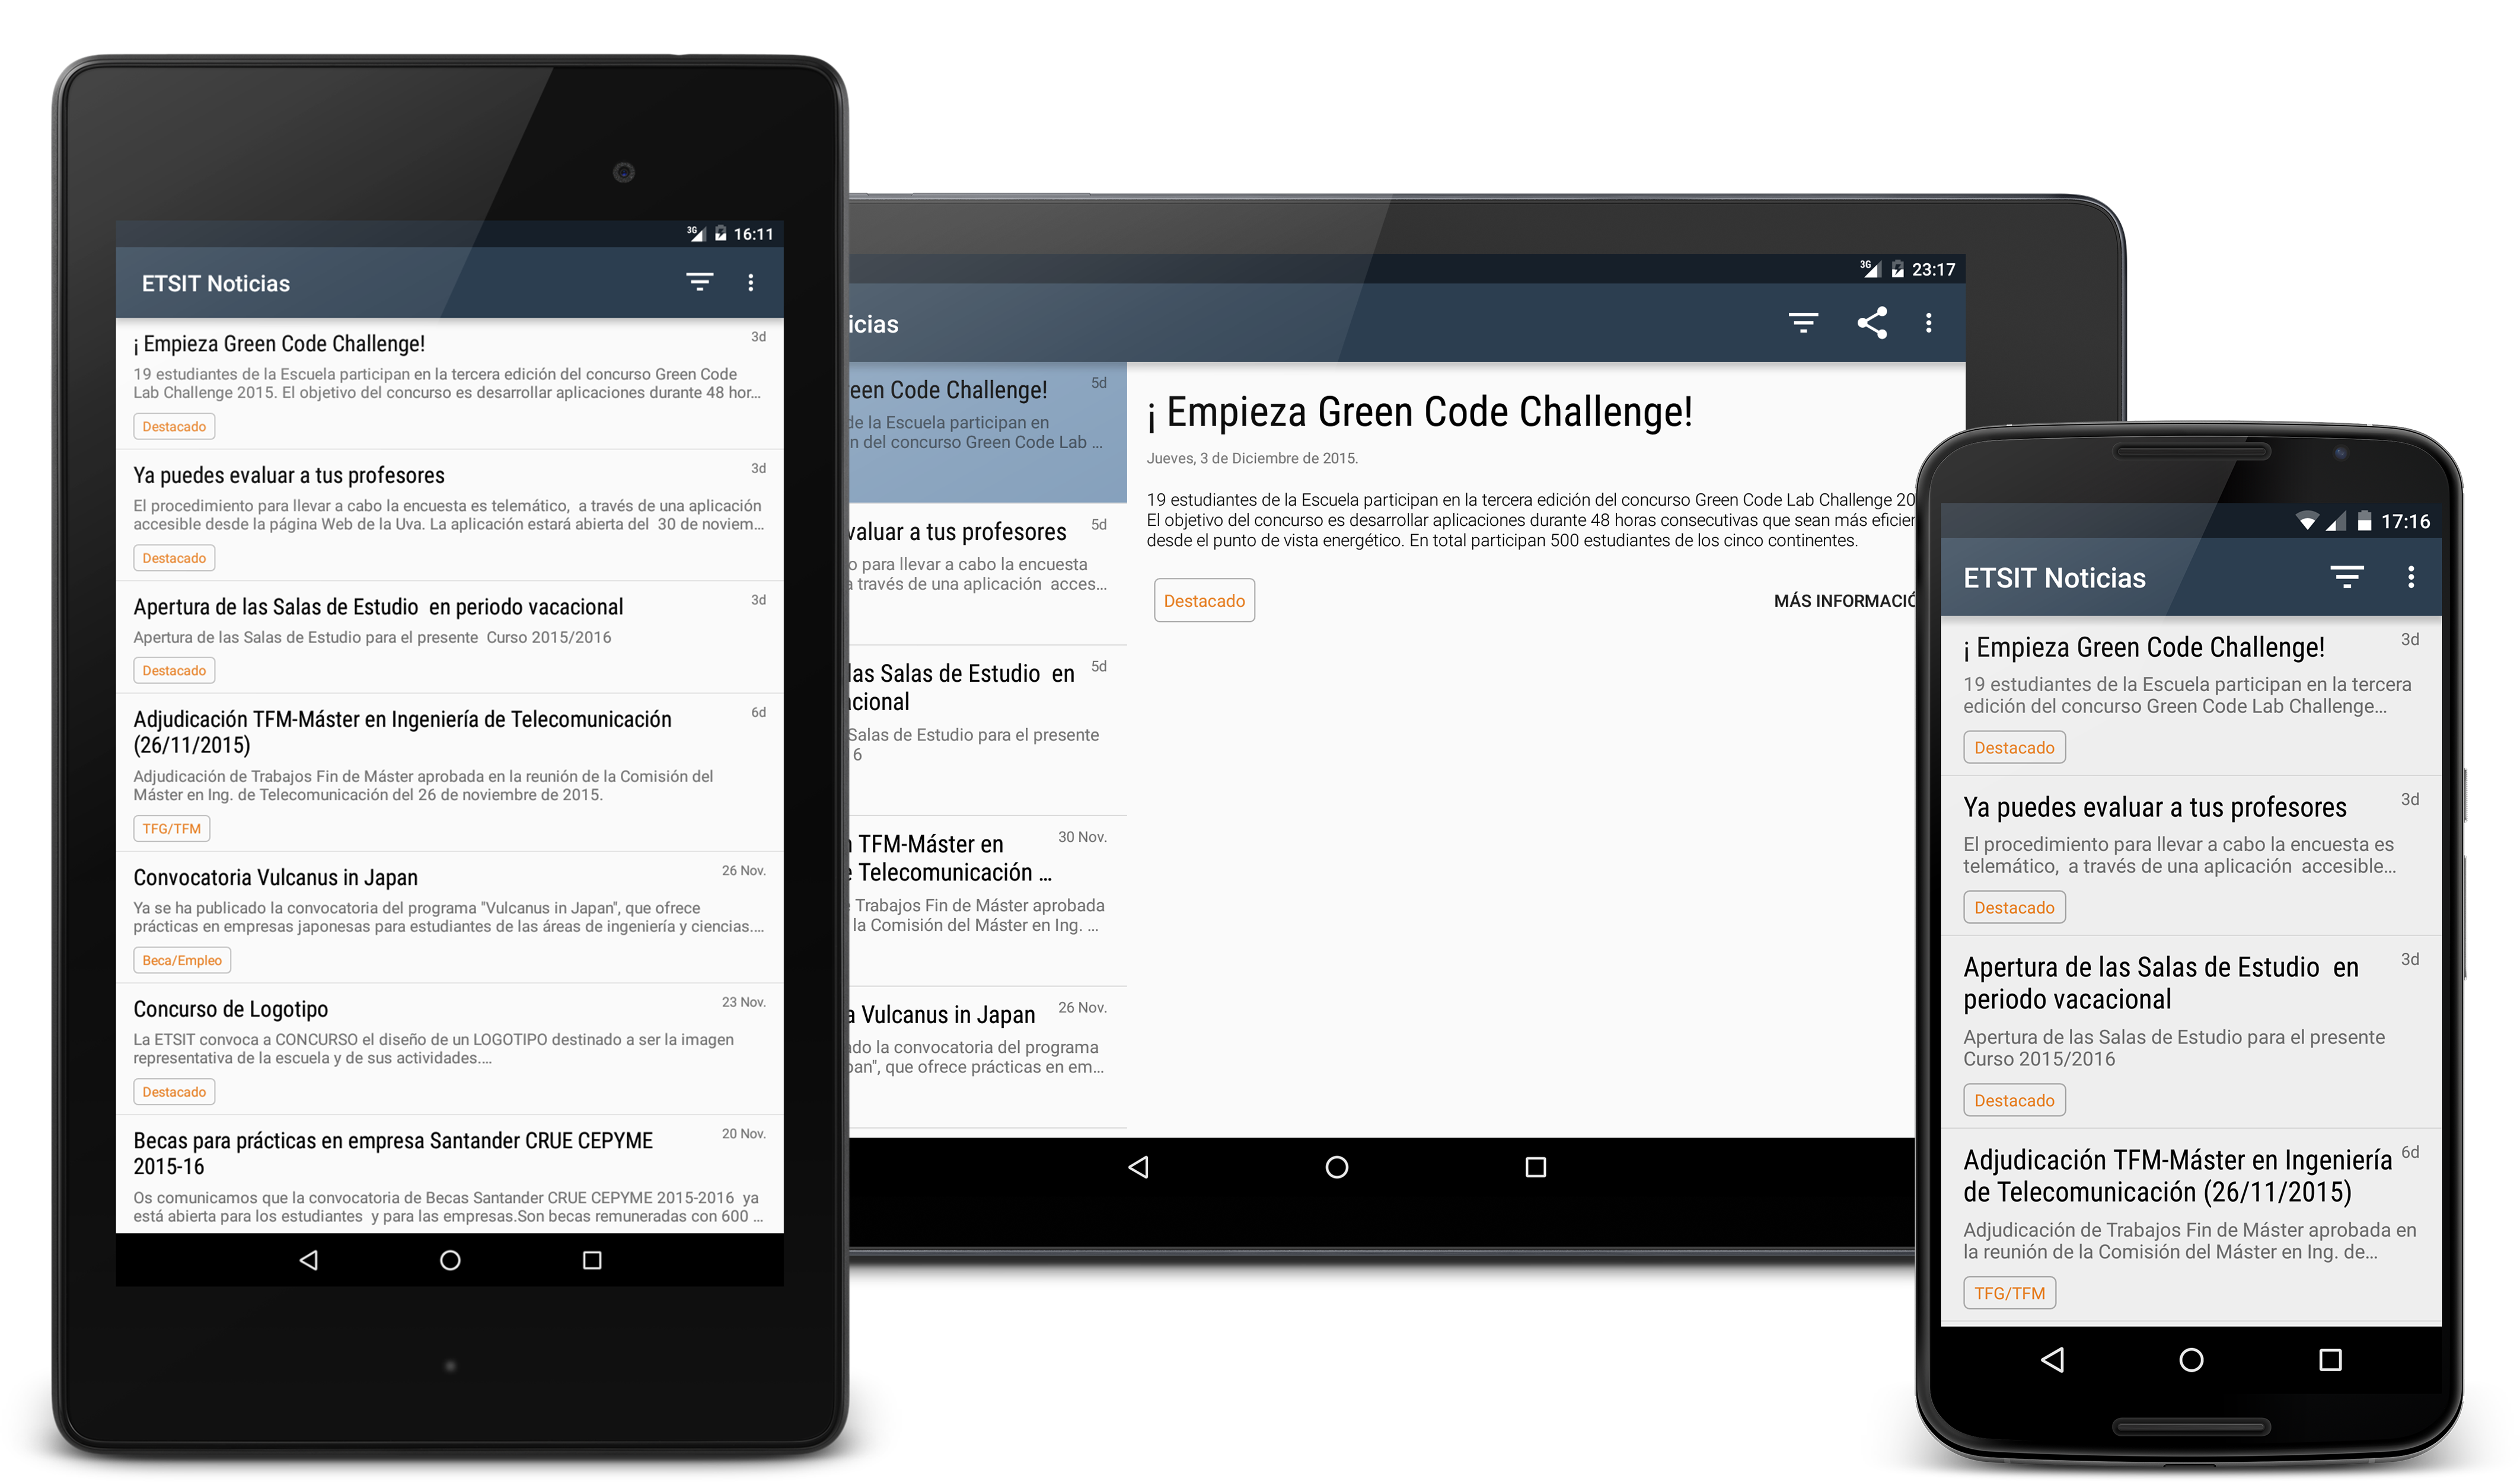 3G 16:11
ETSIT Noticias
¡ Empieza Green Code Challenge! 3d
19 estudiantes de la Escuela participan en la tercera edición del concurso Green Code
Lab Challenge 2015. El objetivo del concurso es desarrollar aplicaciones durante 48 hor...
Destacado
Ya puedes evaluar a tus profesores 3d
El procedimiento para llevar a cabo la encuesta es telemático, a través de una aplicación
accesible desde la página Web de la Uva. La aplicación estará abierta del 30 de noviem...
Destacado
Apertura de las Salas de Estudio en periodo vacacional 3d
Apertura de las Salas de Estudio para el presente Curso 2015/2016
Destacado
Adjudicación TFM-Máster en Ingeniería de Telecomunicación 6d
(26/11/2015)
Adjudicación de Trabajos Fin de Máster aprobada en la reunión de la Comisión del
Máster en Ing. de Telecomunicación del 26 de noviembre de 2015.
TFG/TFM
Convocatoria Vulcanus in Japan 26 Nov.
Ya se ha publicado la convocatoria del programa "Vulcanus in Japan", que ofrece
prácticas en empresas japonesas para estudiantes de las áreas de ingeniería y ciencias....
Beca/Empleo
Concurso de Logotipo 23 Nov.
La ETSIT convoca a CONCURSO el diseño de un LOGOTIPO destinado a ser la imagen
representativa de la escuela y de sus actividades....
Destacado
Becas para prácticas en empresa Santander CRUE CEPYME 20 Nov.
2015-16
Os comunicamos que la convocatoria de Becas Santander CRUE CEPYME 2015-2016 ya
está abierta para los estudiantes y para las empresas.Son becas remuneradas con 600 ...
3G 23:17
icias
reen Code Challenge! 5d
de la Escuela participan en
n del concurso Green Code Lab ...
valuar a tus profesores 5d
o para llevar a cabo la encuesta
a través de una aplicación acces...
las Salas de Estudio en 5d
acional
Salas de Estudio para el presente
6
n TFM-Máster en 30 Nov.
e Telecomunicación ...
e Trabajos Fin de Máster aprobada
la Comisión del Máster en Ing. ...
a Vulcanus in Japan 26 Nov.
ado la convocatoria del programa
pan", que ofrece prácticas en em...
¡ Empieza Green Code Challenge!
Jueves, 3 de Diciembre de 2015.
19 estudiantes de la Escuela participan en la tercera edición del concurso Green Code Lab Challenge 20
El objetivo del concurso es desarrollar aplicaciones durante 48 horas consecutivas que sean más eficier
desde el punto de vista energético. En total participan 500 estudiantes de los cinco continentes.
Destacado
MÁS INFORMACIÓ
17:16
ETSIT Noticias
¡ Empieza Green Code Challenge! 3d
19 estudiantes de la Escuela participan en la tercera
edición del concurso Green Code Lab Challenge...
Destacado
Ya puedes evaluar a tus profesores 3d
El procedimiento para llevar a cabo la encuesta es
telemático, a través de una aplicación accesible...
Destacado
Apertura de las Salas de Estudio en 3d
periodo vacacional
Apertura de las Salas de Estudio para el presente
Curso 2015/2016
Destacado
Adjudicación TFM-Máster en Ingeniería 6d
de Telecomunicación (26/11/2015)
Adjudicación de Trabajos Fin de Máster aprobada en
la reunión de la Comisión del Máster en Ing. de...
TFG/TFM